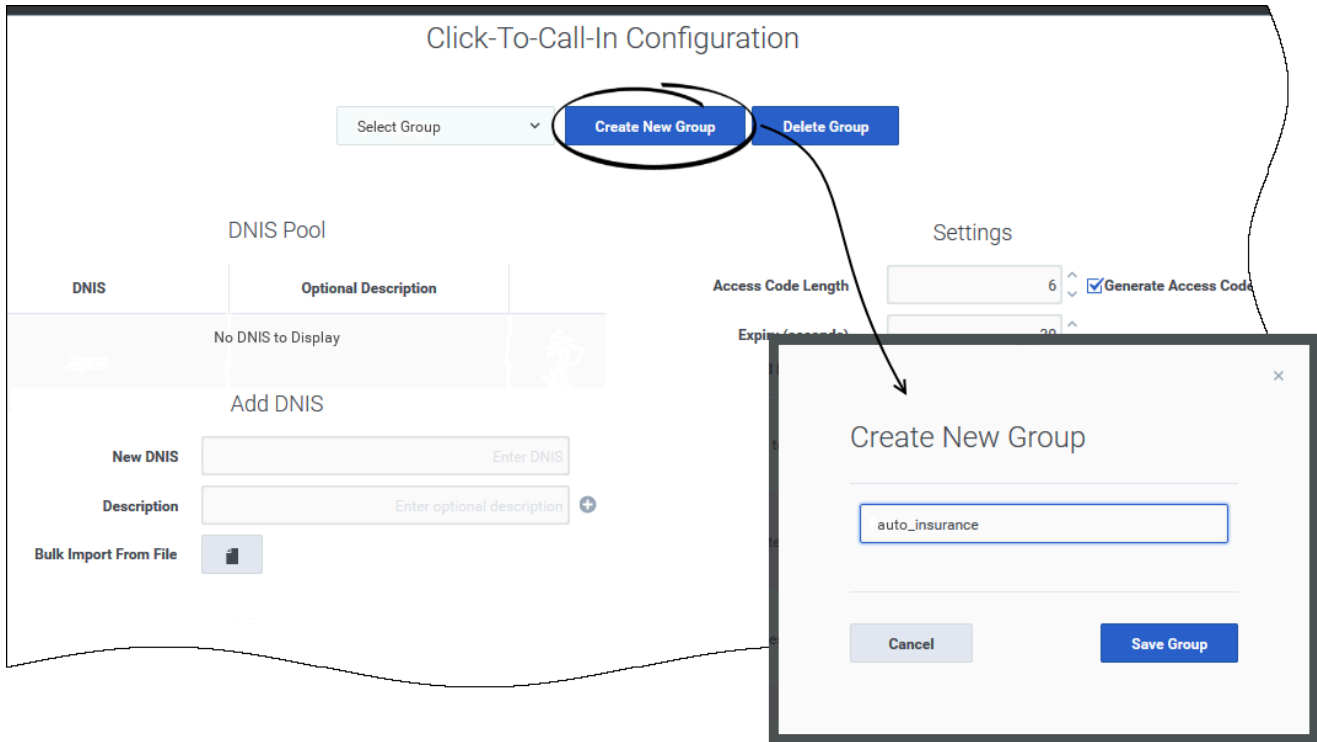 Click-To-Call-In Configuration
Select Group
Create New Group
Delete Group
DNIS Pool
DNIS
Optional Description
No DNIS to Display
Add DNIS
New DNIS
Enter DNIS
Description
Enter optional description
Bulk Import From File
Settings
Access Code Length
6
Generate Access Code
Create New Group
auto_insurance
Cancel
Save Group